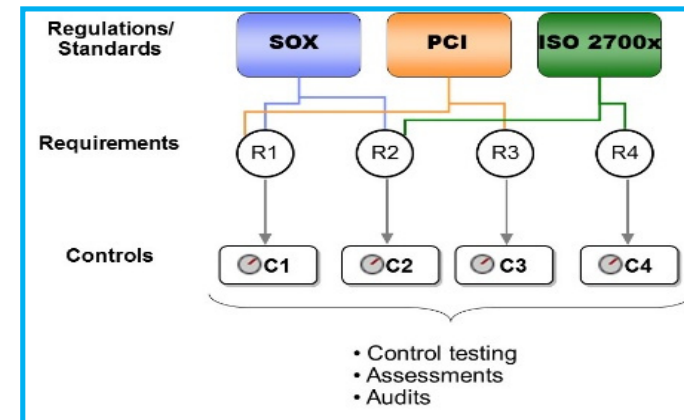 Regulations/
Standards
SOX
PCI
ISO 2700x
Requirements
R1
R2
R3
R4
Controls
C1
C2
C3
C4
• Control testing
• Assessments
• Audits